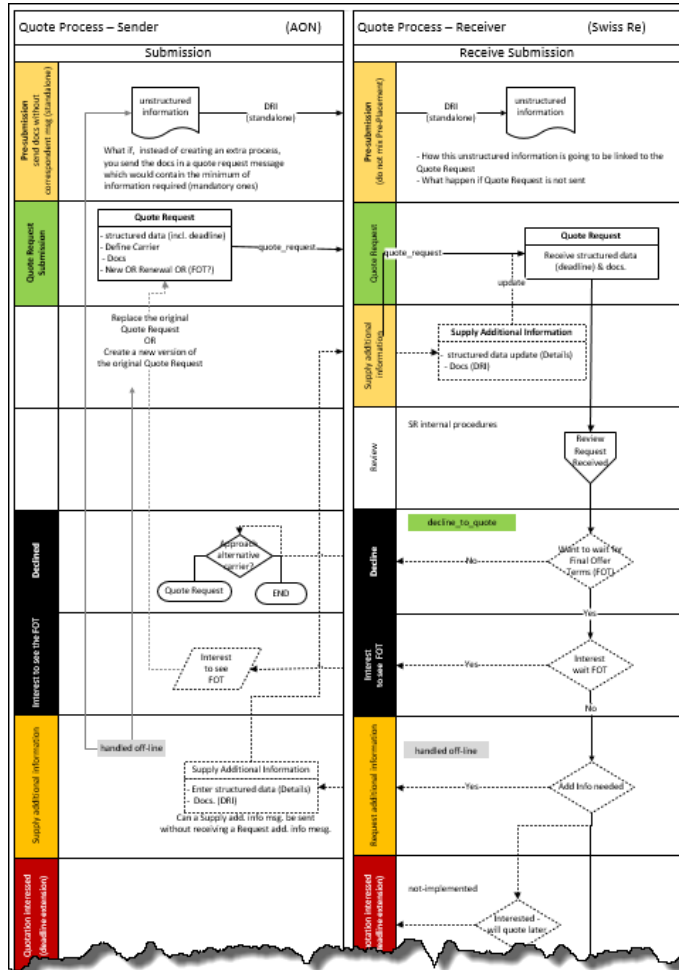 Quote Process – Sender (AON)
Submission
Pre-submission
send docs without
correspondent msg (standalone)
unstructured
information
DRI
(standalone)
What if, instead of creating an extra process,
you send the docs in a quote request message
which would contain the minimum of
information required (mandatory ones)
Quote Request
Submission
Quote Request
- structured data (incl. deadline)
- Define Carrier
- Docs
- New OR Renewal OR (FOT?)
quote_request
Replace the original
Quote Request
OR
Create a new version of
the original Quote Request
Declined
Approach
alternative
carrier?
Quote Request
END
Interest to see the FOT
Interest
to see
FOT
Supply additional information
handled off-line
Supply Additional Information
- Enter structured data (Details)
- Docs. (DRI)
Can a Supply add. info msg. be sent
without receiving a Request add. info mesg.
Quotation interessed
(deadline extension)
Quote Process – Receiver (Swiss Re)
Receive Submission
Pre-submission
(do not mix Pre-Placement)
DRI
(standalone)
unstructured
information
- How this unstructured information is going to be linked to the
Quote Request
- What happen if Quote Request is not sent
Quote Request
quote_request
Quote Request
Receive structured data
(deadline) & docs.
update
Supply additional
information
Supply Additional Information
- structured data update (Details)
- Docs (DRI)
Review
SR internal procedures
Review
Request
Received
Decline
decline_to_quote
No
Want to wait for
Final Offer
Terms (FOT)
Yes
Interest
to see FOT
Yes
Interest
wait FOT
No
Request additional information
handled off-line
Yes
Add Info needed
Quotation interessed
(deadline extension)
not-implemented
Interested -
will quote later